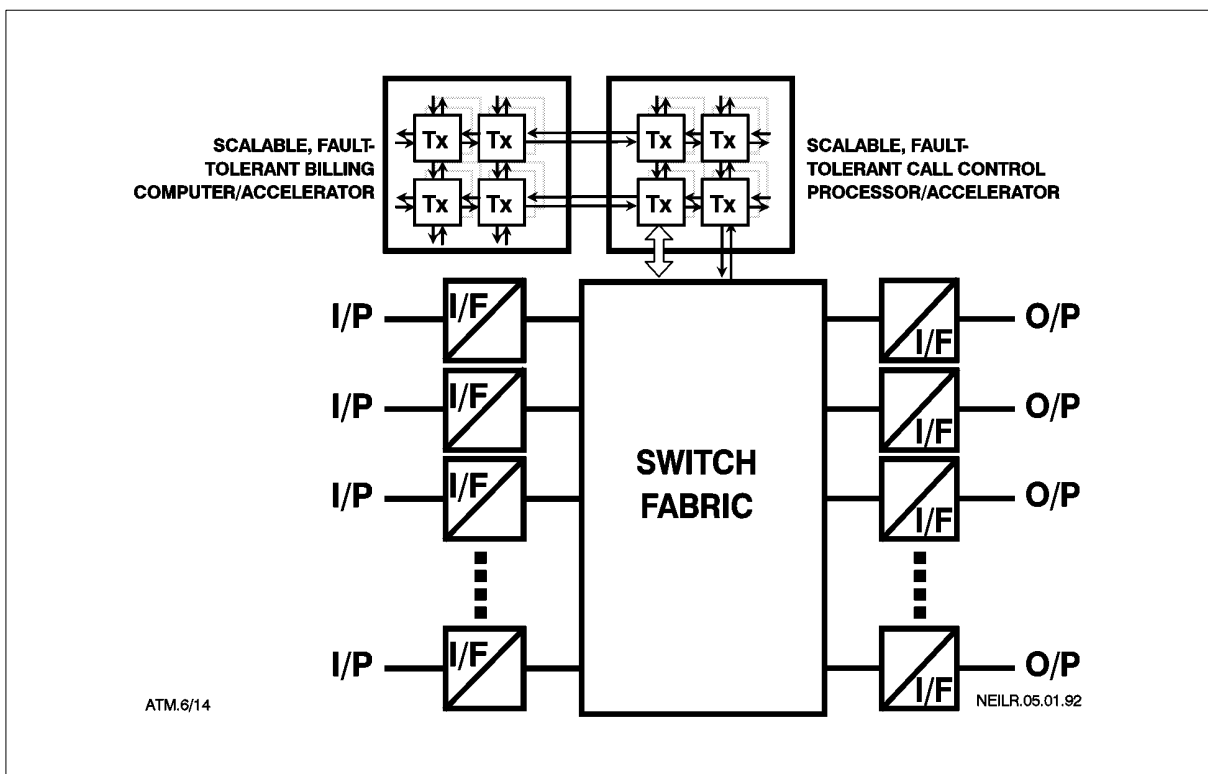 Tx Tx Tx Tx
SCALABLE, FAULT-
TOLERANT BILLING
COMPUTER/ACCELERATOR
SCALABLE, FAULT-
TOLERANT CALL CONTROL
PROCESSOR/ACCELERATOR
Tx Tx Tx Tx
I/P I/F I/F O/P
I/P I/F I/F O/P
SWITCH
FABRIC
I/P I/F I/F O/P
I/P I/F I/F O/P
ATM.6/14
NEILR.05.01.92